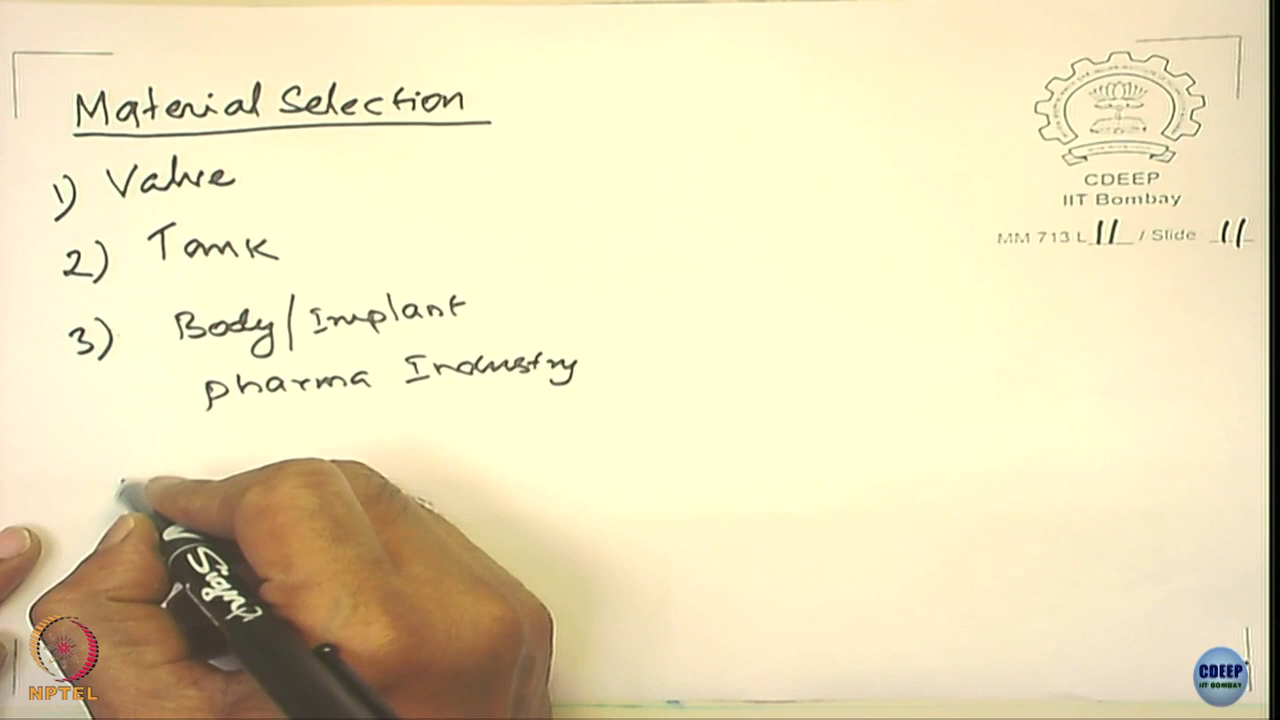 Material Selection
1) Valve
2) Tank
3) Body/Implant
pharma Industry
CDEEP
IIT Bombay
MM 713 L 11 / Slide 11
NPTEL
CDEEP
IIT BOMBAY